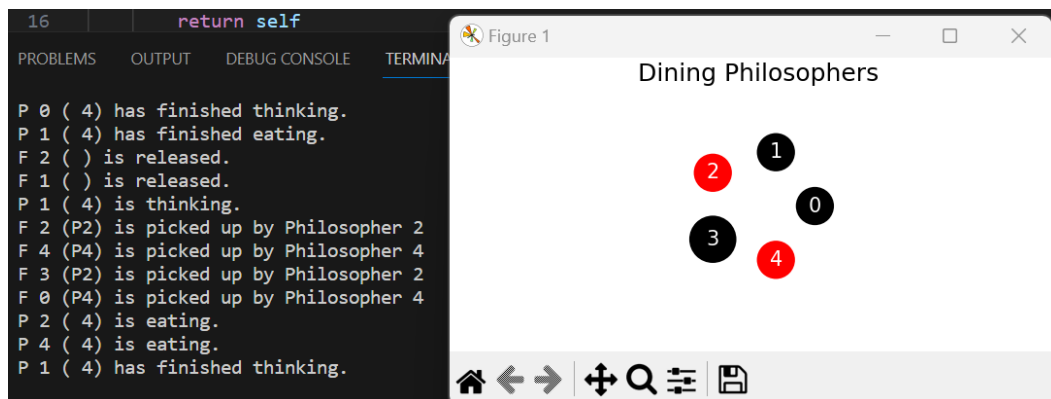 16 return self
PROBLEMS OUTPUT DEBUG CONSOLE TERMINA
P 0 ( 4) has finished thinking.
P 1 ( 4) has finished eating.
F 2 ( ) is released.
F 1 ( ) is released.
P 1 ( 4) is thinking.
F 2 (P2) is picked up by Philosopher 2
F 4 (P4) is picked up by Philosopher 4
F 3 (P2) is picked up by Philosopher 2
F 0 (P4) is picked up by Philosopher 4
P 2 ( 4) is eating.
P 4 ( 4) is eating.
P 1 ( 4) has finished thinking.
Figure 1
Dining Philosophers
1
2
0
3
4